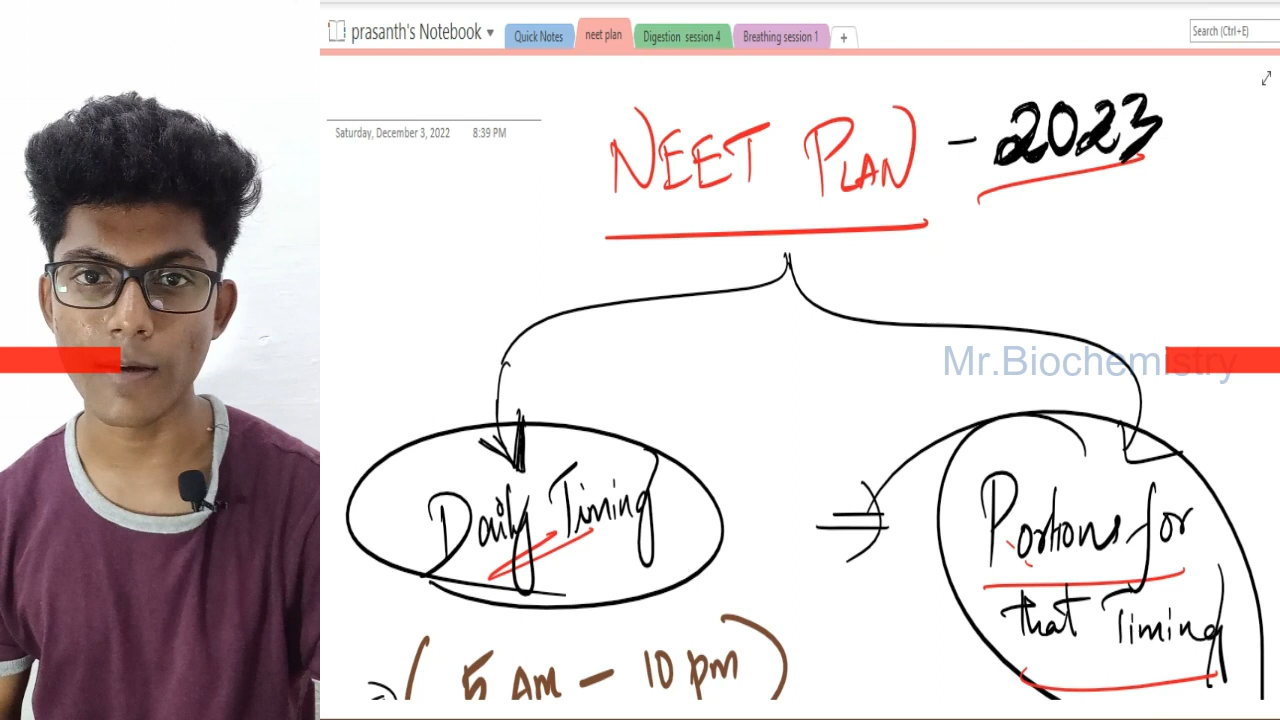 prasanth's Notebook
Quick Notes
neet plan
Digestion session 4
Breathing session 1
+
Search (Ctrl+E)
Saturday, December 3, 2022 8:39 PM
NEET PLAN - 2023
Mr.Biochemistry
Daily Timing
⇒
Portions for
that Timing
(5 AM - 10 pm)